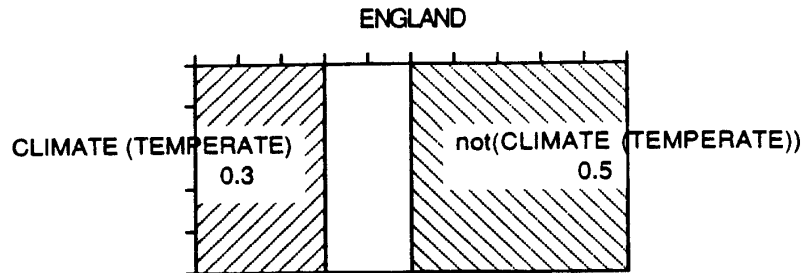 ENGLAND
CLIMATE (TEMPERATE)
0.3
not(CLIMATE (TEMPERATE))
0.5